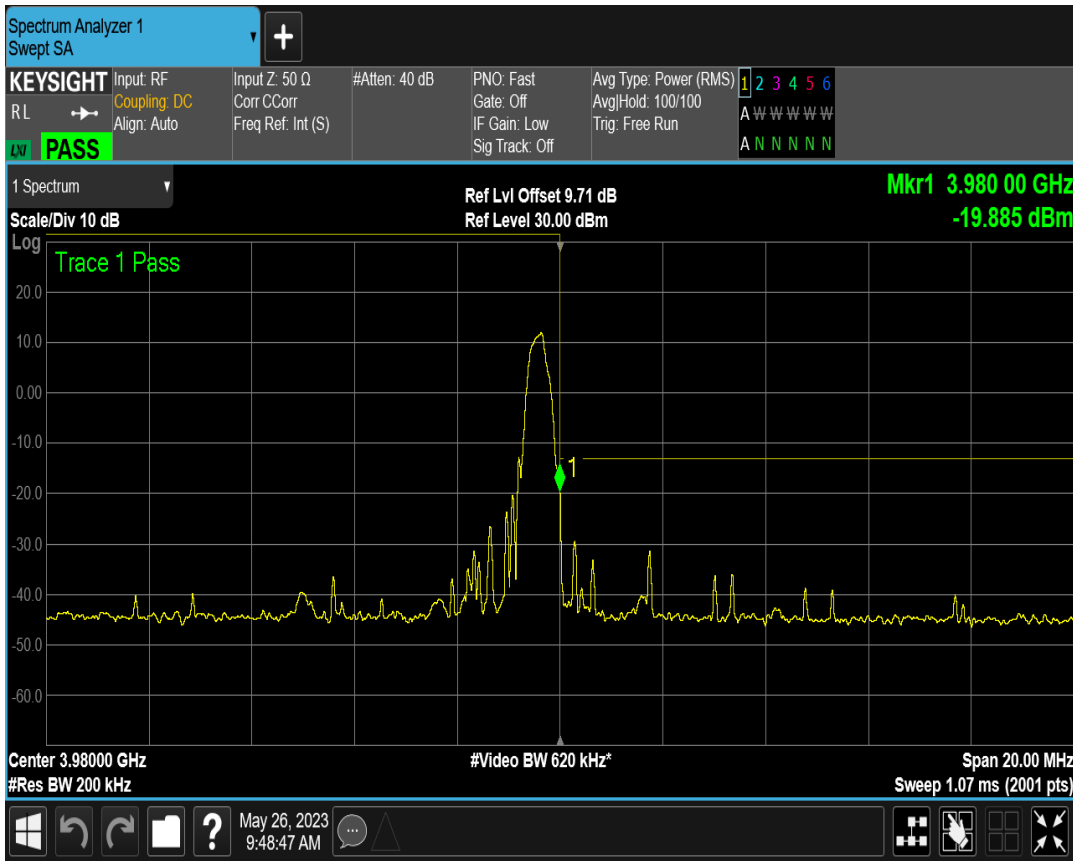 Spectrum Analyzer 1
Swept SA
+
KEYSIGHT
R L
LXI PASS
Input: RF
Coupling: DC
Align: Auto
Input Z: 50 Ω
Corr CCorr
Freq Ref: Int (S)
#Atten: 40 dB
PNO: Fast
Gate: Off
IF Gain: Low
Sig Track: Off
Avg Type: Power (RMS)
Avg|Hold: 100/100
Trig: Free Run
1 2 3 4 5 6
A W W W W W
A N N N N N
1 Spectrum
Scale/Div 10 dB
Ref Lvl Offset 9.71 dB
Ref Level 30.00 dBm
Mkr1 3.980 00 GHz
-19.885 dBm
Log
Trace 1 Pass
20.0
10.0
0.00
-10.0
1
-20.0
-30.0
-40.0
-50.0
-60.0
Center 3.98000 GHz
#Video BW 620 kHz*
Span 20.00 MHz
#Res BW 200 kHz
Sweep 1.07 ms (2001 pts)
?
May 26, 2023
9:48:47 AM